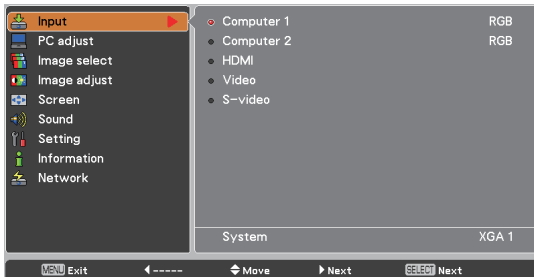 Input
PC adjust
Image select
Image adjust
Screen
Sound
Setting
Information
Network
Computer 1 RGB
Computer 2 RGB
HDMI
Video
S-video
System XGA 1
MENU Exit ----- Move Next SELECT Next